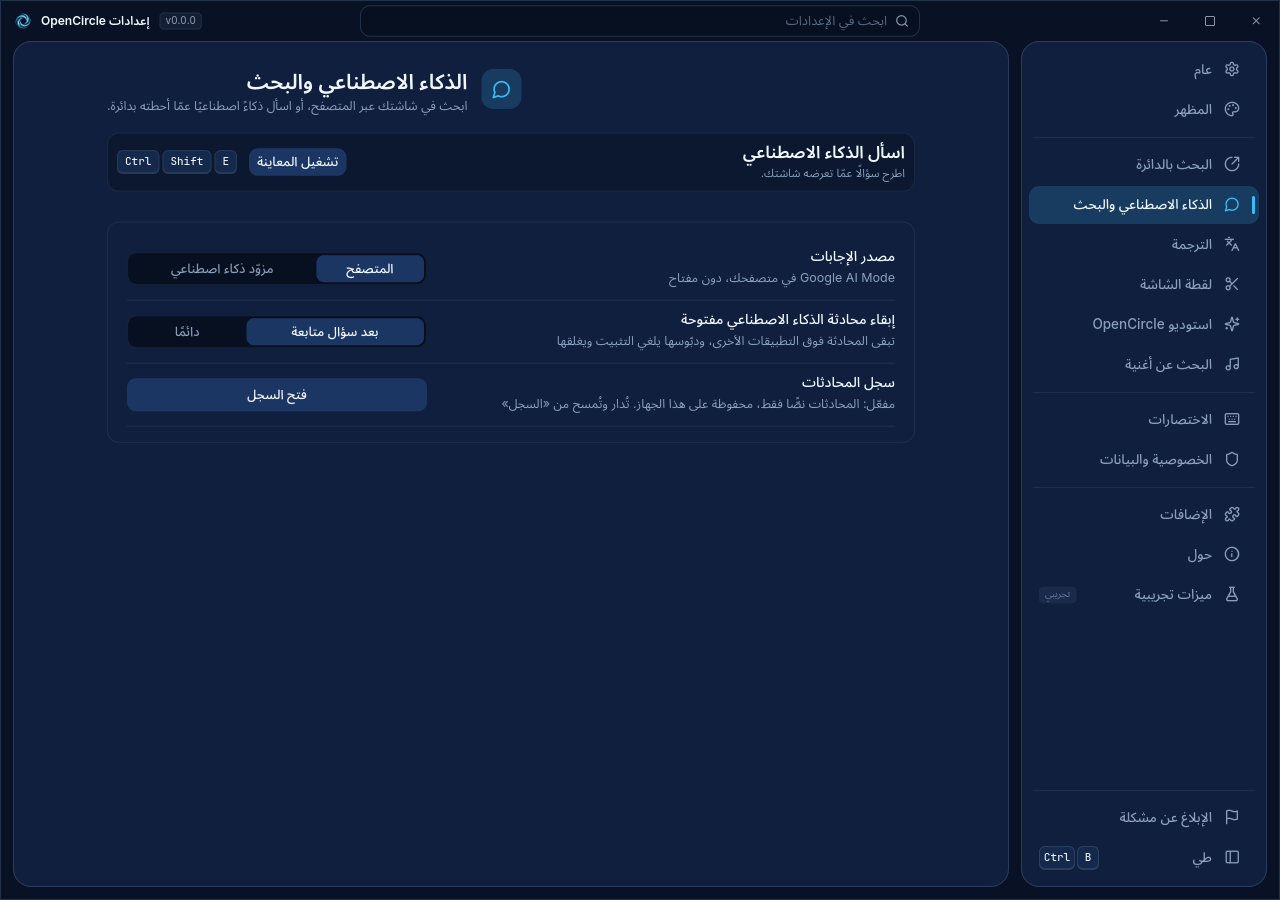 إعدادات OpenCircle
v0.0.0
ابحث في الإعدادات
عام
المظهر
البحث بالدائرة
الذكاء الاصطناعي والبحث
الترجمة
لقطة الشاشة
استوديو OpenCircle
البحث عن أغنية
الاختصارات
الخصوصية والبيانات
الإضافات
حول
ميزات تجريبية
تجريبي
الإبلاغ عن مشكلة
طي
Ctrl B
الذكاء الاصطناعي والبحث
ابحث في شاشتك عبر المتصفح، أو اسأل ذكاءً اصطناعيًا عمّا أحطته بدائرة.
اسأل الذكاء الاصطناعي
اطرح سؤالًا عمّا تعرضه شاشتك.
تشغيل المعاينة
Ctrl Shift E
مصدر الإجابات
Google AI Mode في متصفحك، دون مفتاح
المتصفح
مزوّد ذكاء اصطناعي
إبقاء محادثة الذكاء الاصطناعي مفتوحة
تبقى المحادثة فوق التطبيقات الأخرى، ودبّوسها يلغي التثبيت ويغلقها
بعد سؤال متابعة
دائمًا
سجل المحادثات
مفعّل: المحادثات نصًّا فقط، محفوظة على هذا الجهاز. تُدار وتُمسح من «السجل»
فتح السجل